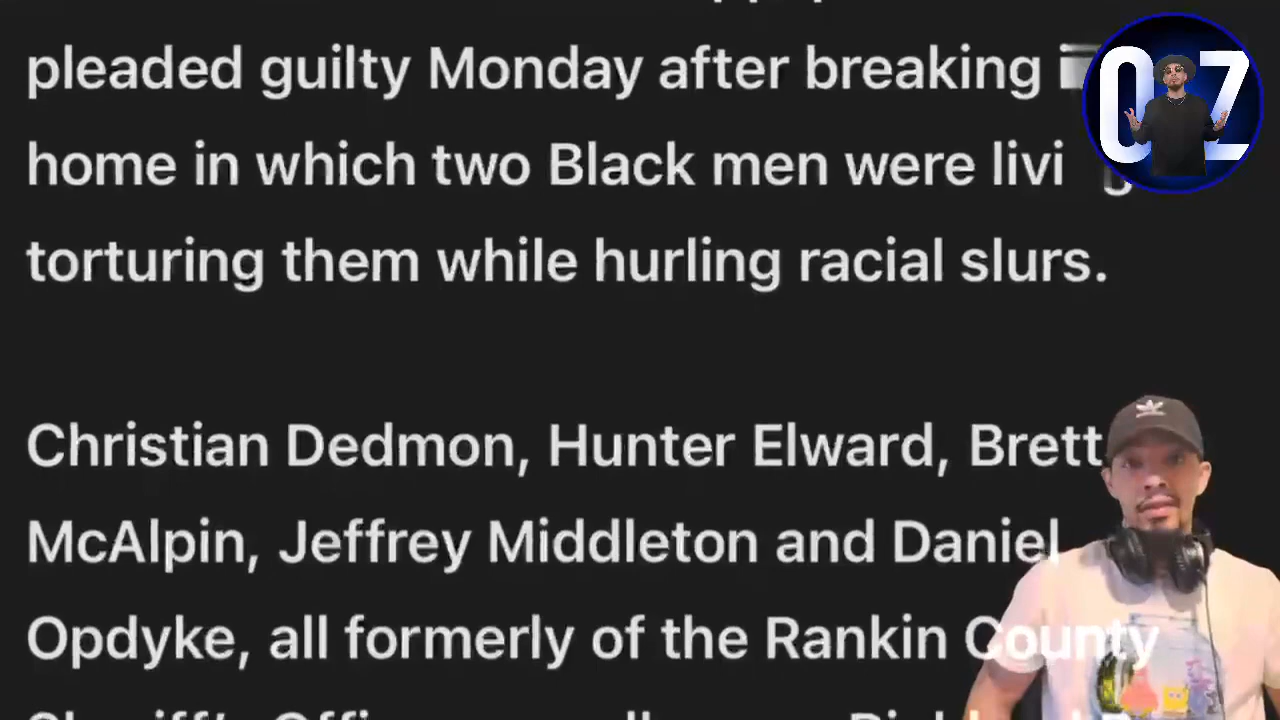 pleaded guilty Monday after breaking
home in which two Black men were livi
torturing them while hurling racial slurs.
Christian Dedmon, Hunter Elward, Brett
McAlpin, Jeffrey Middleton and Daniel
Opdyke, all formerly of the Rankin County
OZ